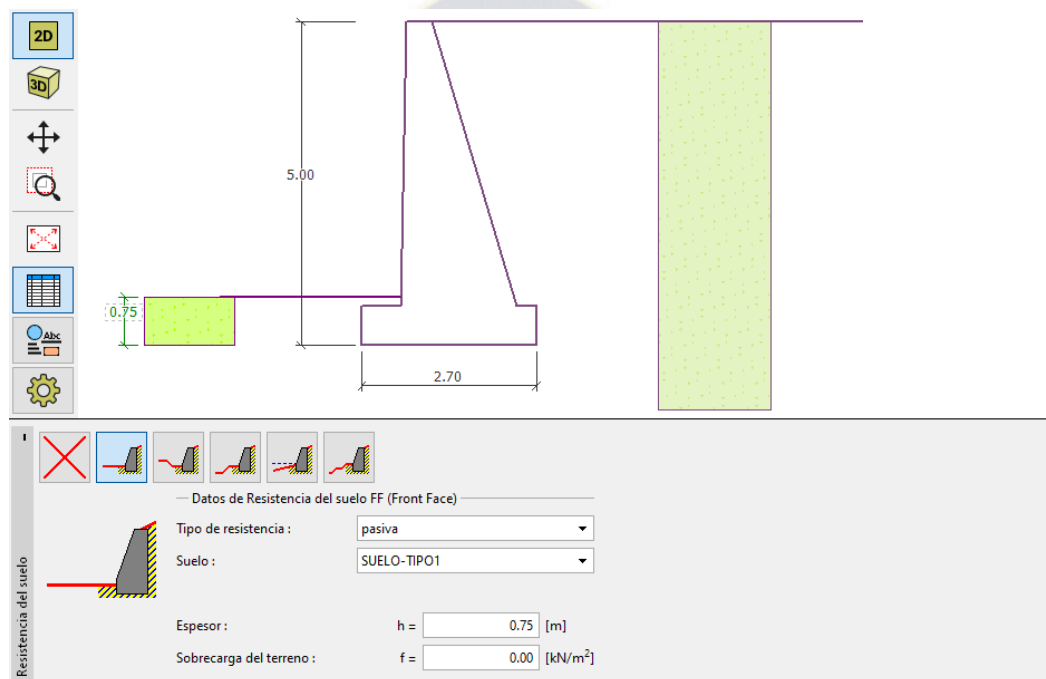 2D
3D
5.00
0.75
2.70
Abc
Datos de Resistencia del suelo FF (Front Face)
Tipo de resistencia :
pasiva
Suelo :
SUELO-TIPO1
Espesor :
h =
0.75
[m]
Sobrecarga del terreno :
f =
0.00
[kN/m²]
Resistencia del suelo